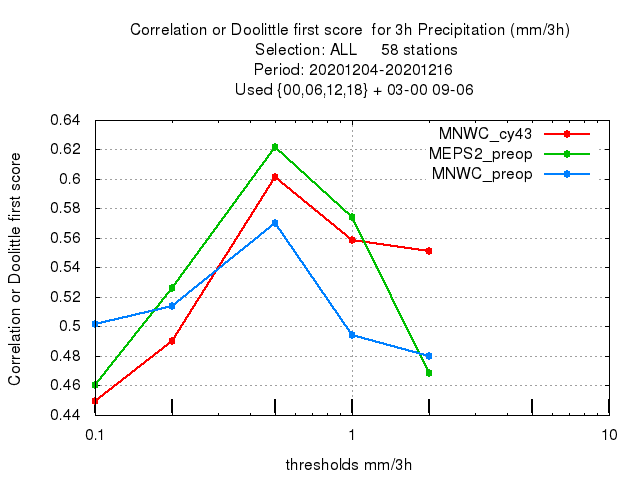 Correlation or Doolittle first score  for 3h Precipitation (mm/3h)
Selection: ALL     58 stations
Period: 20201204-20201216
Used {00,06,12,18} + 03-00 09-06
MNWC_cy43
MEPS2_preop
MNWC_preop
Correlation or Doolittle first score
0.64
0.62
0.6
0.58
0.56
0.54
0.52
0.5
0.48
0.46
0.44
0.1
1
10
thresholds mm/3h